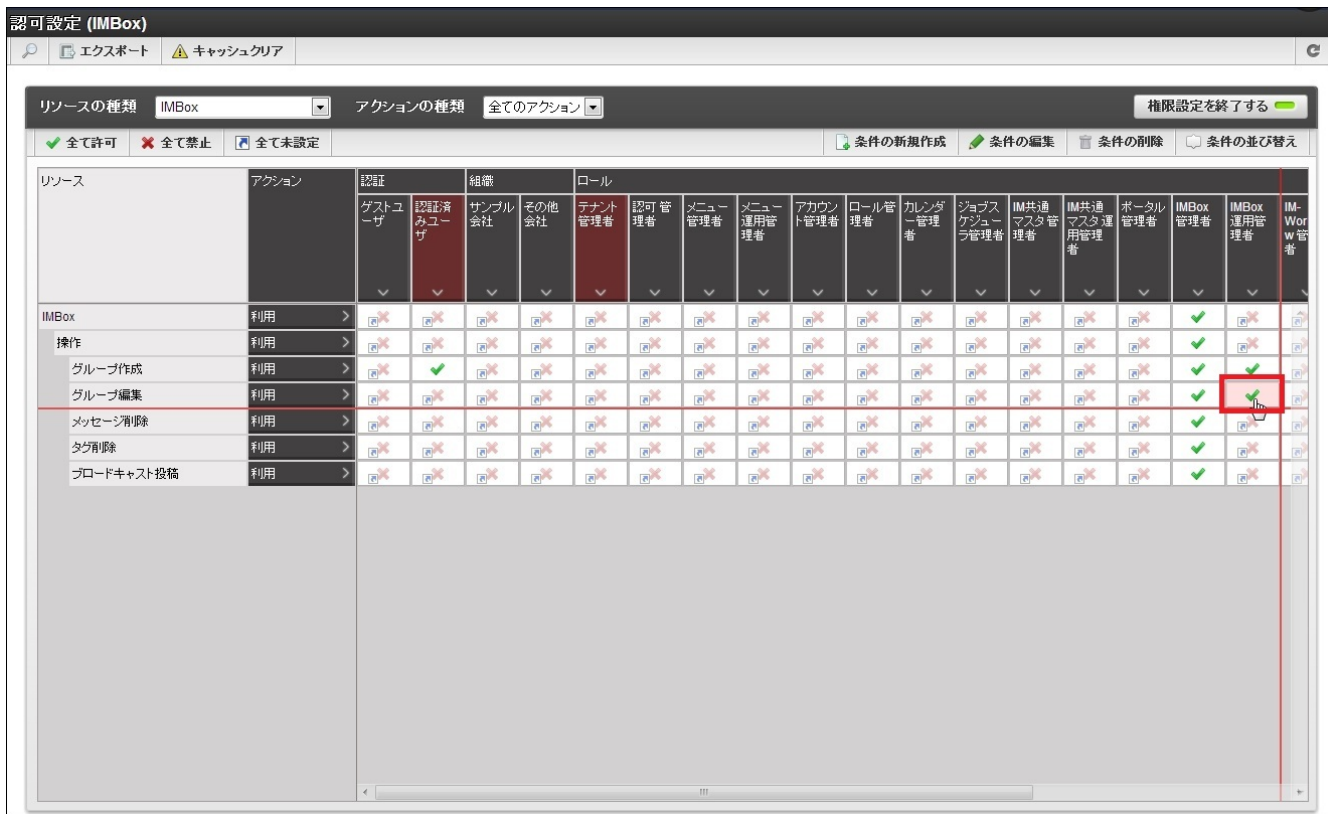 認可設定 (IMBox)
エクスポート キャッシュクリア
リソースの種類 IMBox アクションの種類 全てのアクション 権限設定を終了する
全て許可 全て禁止 全て未設定 条件の新規作成 条件の編集 条件の削除 条件の並び替え
リソース アクション 認証 組織 ロール
ゲストユ
ーザ
認証済
みユー
ザ
サンプル
会社
その他
会社
テナント
管理者
認可管
理者
メニュー
管理者
メニュー
運用管
理者
アカウン
ト管理者
ロール管
理者
カレンダ
ー管理
者
ジョブス
ケジュー
ラ管理者
IM共通
マスタ管
理者
IM共通
マスタ運
用管理
者
ポータル
管理者
IMBox
管理者
IMBox
運用管
理者
IM-
Wor
w管
者
IMBox 利用
操作 利用
グループ作成 利用
グループ編集 利用
メッセージ削除 利用
タグ削除 利用
ブロードキャスト投稿 利用